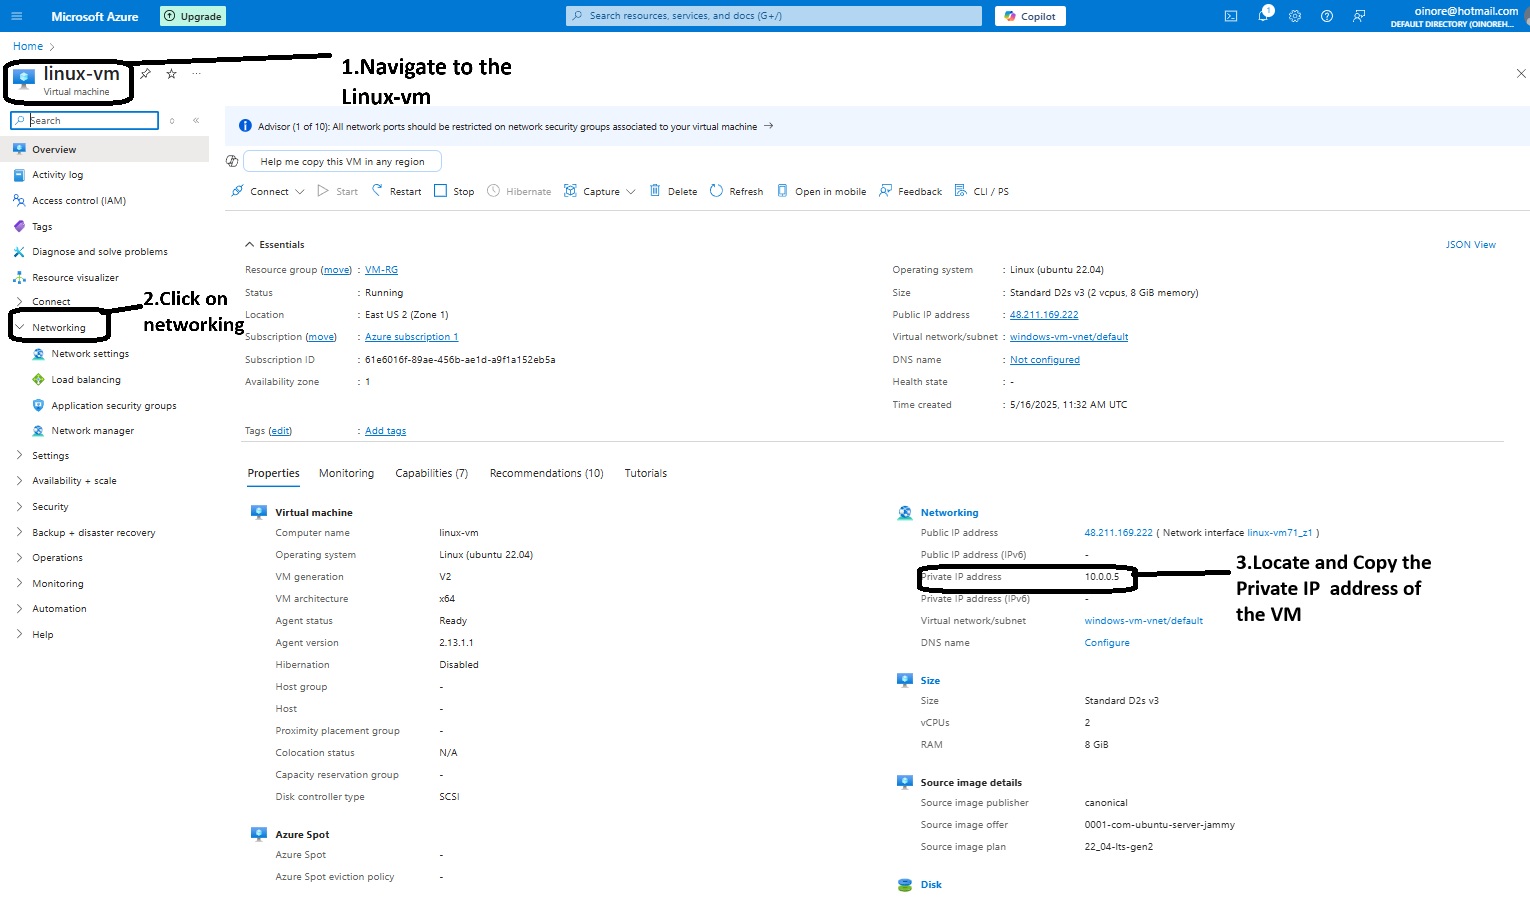 Microsoft Azure
Upgrade
Search resources, services, and docs (G+/)
Copilot
1
oinore@hotmail.com
DEFAULT DIRECTORY (OINOREH...
Home
linux-vm
Virtual machine
...
1.Navigate to the
Linux-vm
Search
Advisor (1 of 10): All network ports should be restricted on network security groups associated to your virtual machine
Help me copy this VM in any region
Connect Start Restart Stop Hibernate Capture Delete Refresh Open in mobile Feedback CLI / PS
Overview
Activity log
Access control (IAM)
Tags
Diagnose and solve problems
Resource visualizer
Connect
Networking
2.Click on
networking
Network settings
Load balancing
Application security groups
Network manager
Settings
Availability + scale
Security
Backup + disaster recovery
Operations
Monitoring
Automation
Help
Essentials
JSON View
Resource group (move) : VM-RG
Status : Running
Location : East US 2 (Zone 1)
Subscription (move) : Azure subscription 1
Subscription ID : 61e6016f-89ae-456b-ae1d-a9f1a152eb5a
Availability zone : 1
Operating system : Linux (ubuntu 22.04)
Size : Standard D2s v3 (2 vcpus, 8 GiB memory)
Public IP address : 48.211.169.222
Virtual network/subnet : windows-vm-vnet/default
DNS name : Not configured
Health state : -
Time created : 5/16/2025, 11:32 AM UTC
Tags (edit) : Add tags
Properties Monitoring Capabilities (7) Recommendations (10) Tutorials
Virtual machine
Computer name linux-vm
Operating system Linux (ubuntu 22.04)
VM generation V2
VM architecture x64
Agent status Ready
Agent version 2.13.1.1
Hibernation Disabled
Host group -
Host -
Proximity placement group -
Colocation status N/A
Capacity reservation group -
Disk controller type SCSI
Azure Spot
Azure Spot -
Azure Spot eviction policy -
Networking
Public IP address 48.211.169.222 ( Network interface linux-vm71_z1 )
Public IP address (IPv6) -
Private IP address 10.0.0.5
Private IP address (IPv6) -
Virtual network/subnet windows-vm-vnet/default
DNS name Configure
3.Locate and Copy the
Private IP address of
the VM
Size
Size Standard D2s v3
vCPUs 2
RAM 8 GiB
Source image details
Source image publisher canonical
Source image offer 0001-com-ubuntu-server-jammy
Source image plan 22_04-lts-gen2
Disk